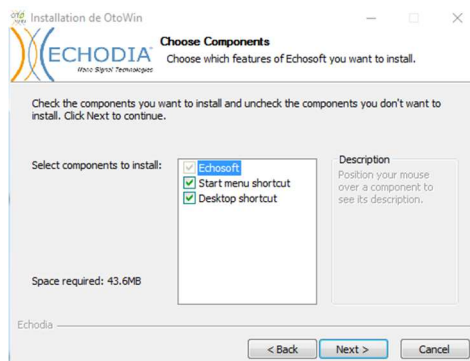 Installation de OtoWin
ECHODIA
Nano Signal Technologies
Choose Components
Choose which features of Echosoft you want to install.
Check the components you want to install and uncheck the components you don't want to
install. Click Next to continue.
Select components to install:
Echosoft
Start menu shortcut
Desktop shortcut
Description
Position your mouse
over a component to
see its description.
Space required: 43.6MB
Echodia
< Back
Next >
Cancel